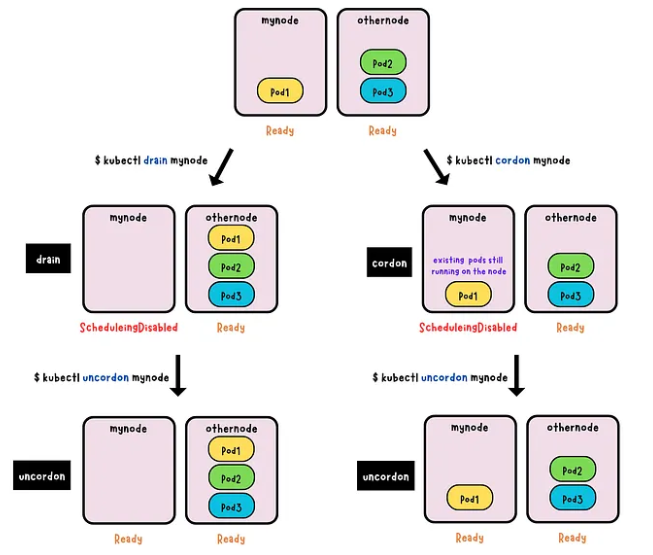 mynode
othernode
Pod1
Pod2
Pod3
Ready
Ready
$ kubectl drain mynode
$ kubectl cordon mynode
drain
mynode
othernode
Pod1
Pod2
Pod3
ScheduleingDisabled
Ready
cordon
mynode
existing pods still
running on the node
Pod1
othernode
Pod2
Pod3
ScheduleingDisabled
Ready
$ kubectl uncordon mynode
$ kubectl uncordon mynode
uncordon
mynode
othernode
Pod1
Pod2
Pod3
Ready
Ready
uncordon
mynode
Pod1
othernode
Pod2
Pod3
Ready
Ready